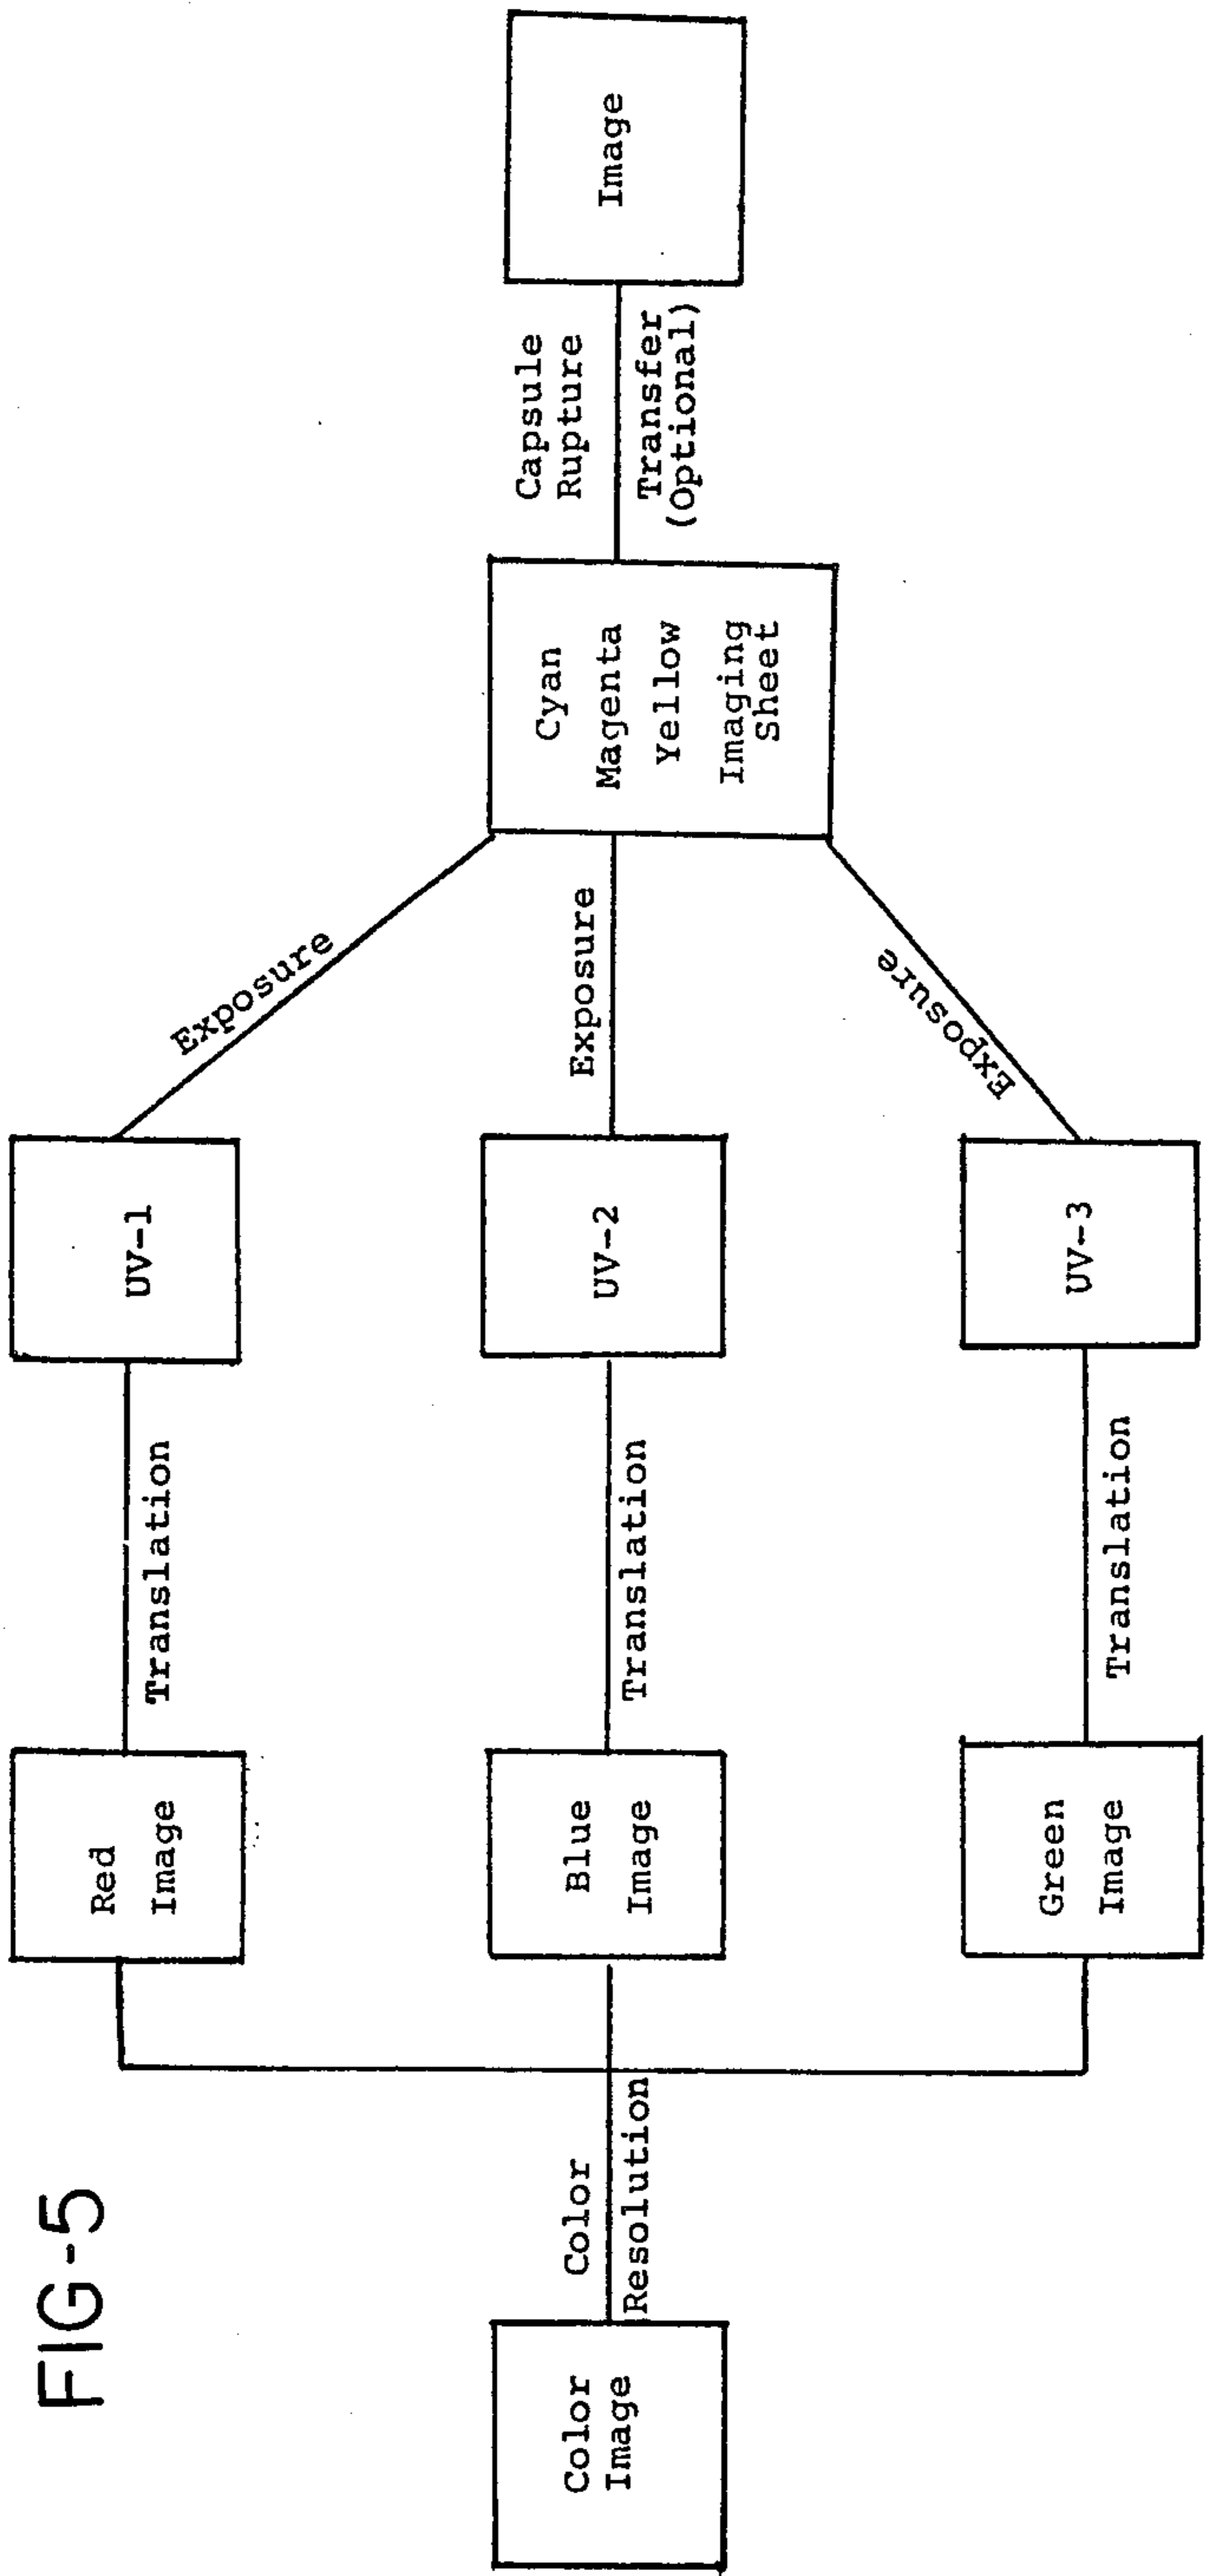 FIG-5
Color
Image
Color
Resolution
Red
Image
Blue
Image
Green
Image
Translation
Translation
Translation
UV-1
UV-2
UV-3
Exposure
Exposure
Exposure
Cyan
Magenta
Yellow
Imaging
Sheet
Capsule
Rupture
Transfer
(Optional)
Image